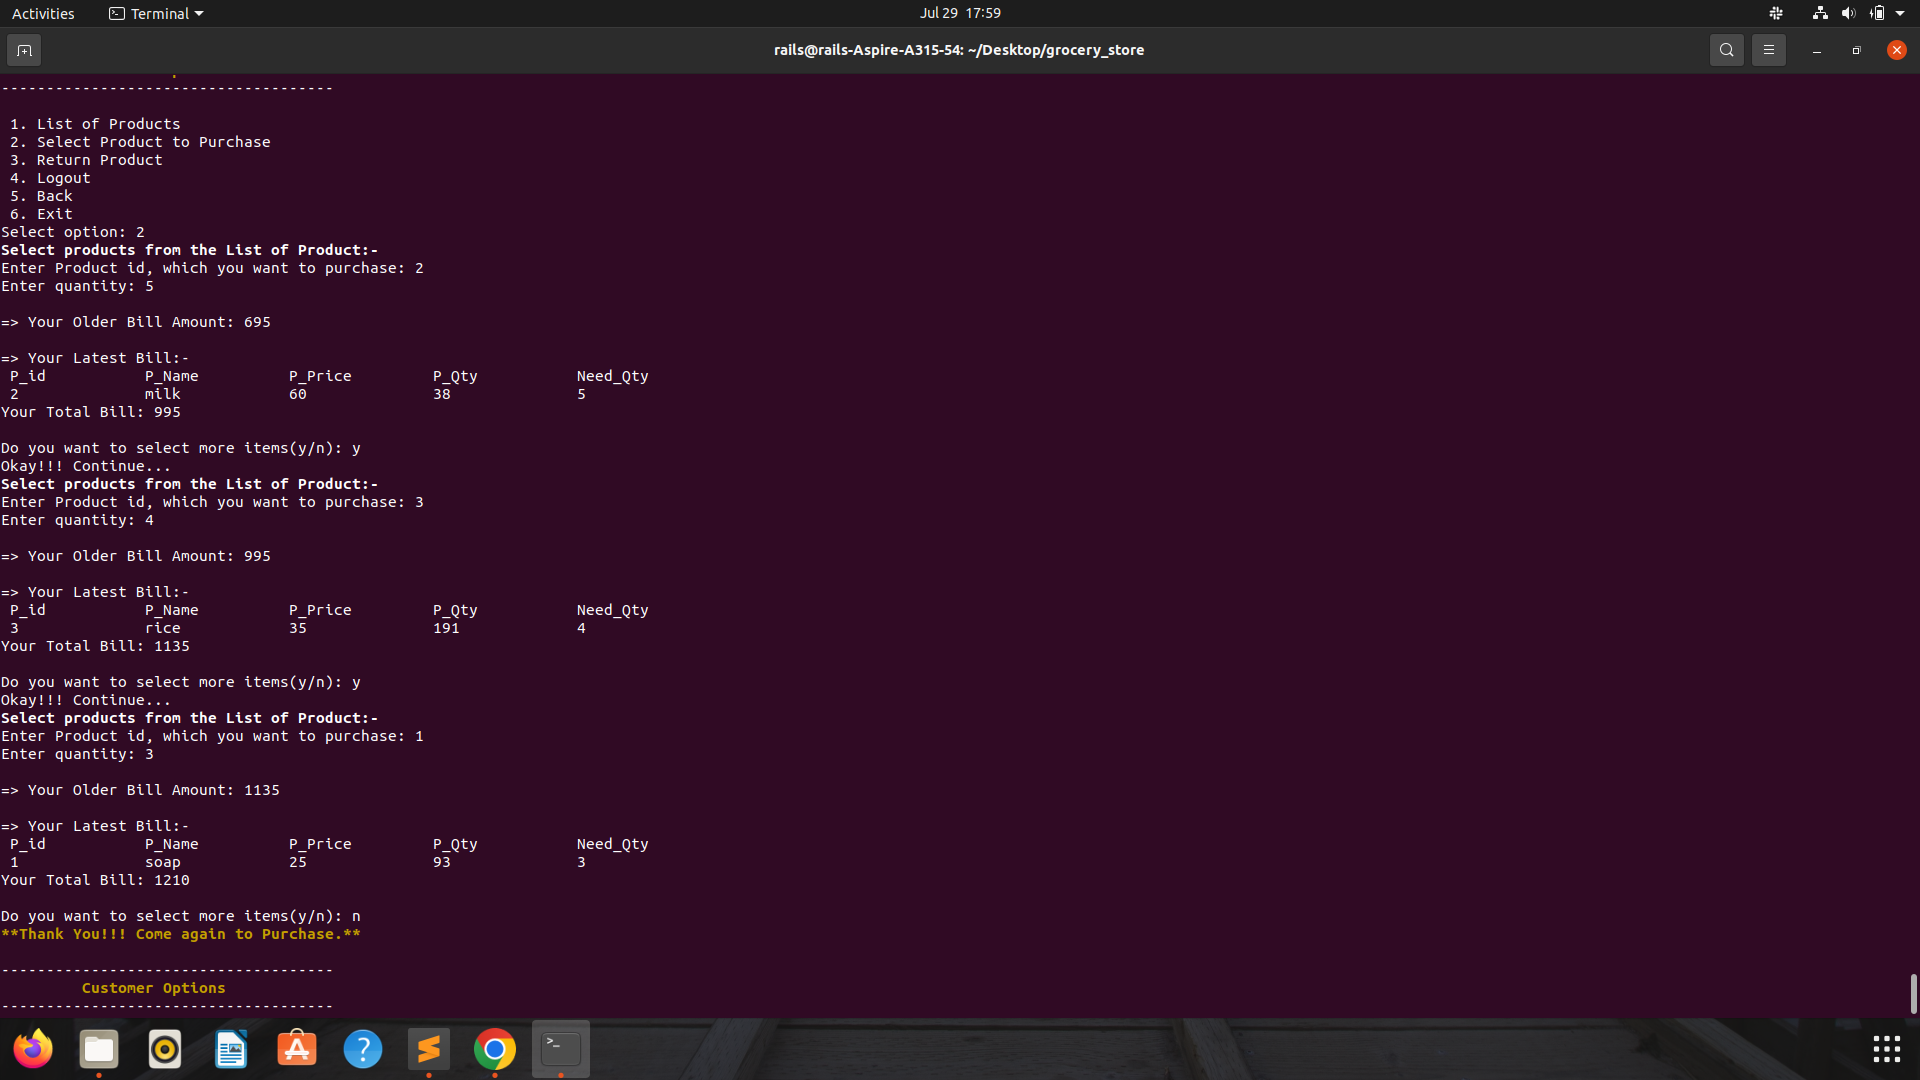 Activities Terminal Jul 29 17:59
rails@rails-Aspire-A315-54: ~/Desktop/grocery_store
-------------------------------------
1. List of Products
2. Select Product to Purchase
3. Return Product
4. Logout
5. Back
6. Exit
Select option: 2
Select products from the List of Product:-
Enter Product id, which you want to purchase: 2
Enter quantity: 5
=> Your Older Bill Amount: 695
=> Your Latest Bill:-
P_id P_Name P_Price P_Qty Need_Qty
2 milk 60 38 5
Your Total Bill: 995
Do you want to select more items(y/n): y
Okay!!! Continue...
Select products from the List of Product:-
Enter Product id, which you want to purchase: 3
Enter quantity: 4
=> Your Older Bill Amount: 995
=> Your Latest Bill:-
P_id P_Name P_Price P_Qty Need_Qty
3 rice 35 191 4
Your Total Bill: 1135
Do you want to select more items(y/n): y
Okay!!! Continue...
Select products from the List of Product:-
Enter Product id, which you want to purchase: 1
Enter quantity: 3
=> Your Older Bill Amount: 1135
=> Your Latest Bill:-
P_id P_Name P_Price P_Qty Need_Qty
1 soap 25 93 3
Your Total Bill: 1210
Do you want to select more items(y/n): n
**Thank You!!! Come again to Purchase.**
-------------------------------------
Customer Options
-------------------------------------